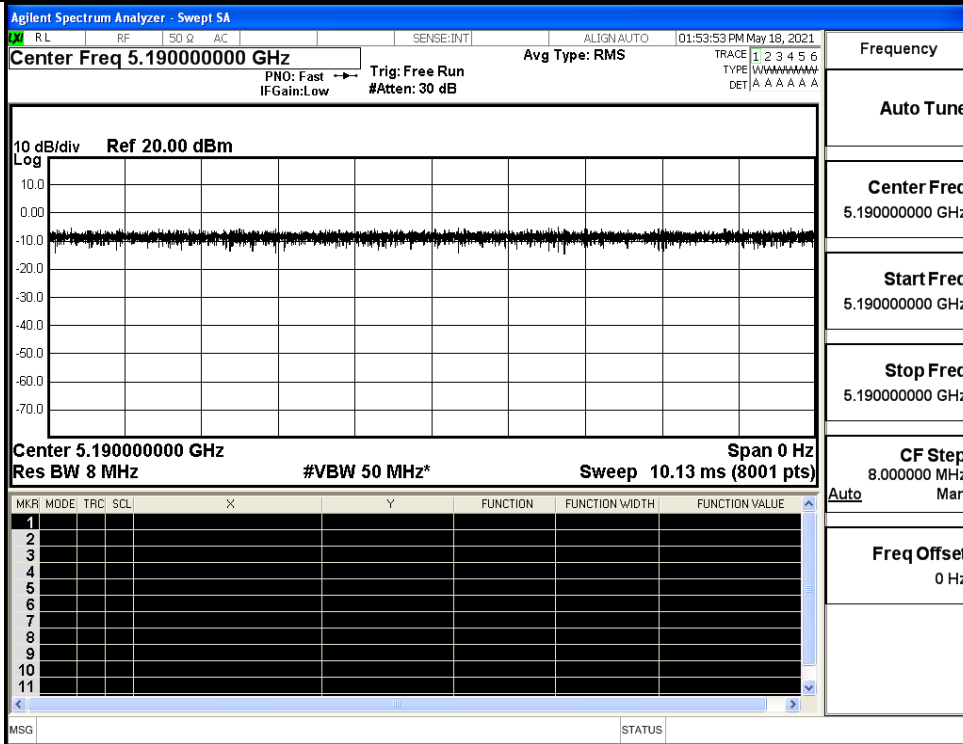 Agilent Spectrum Analyzer - Swept SA
LXI RL RF 50 Ω AC SENSE:INT ALIGN AUTO 01:53:53 PM May 18, 2021
Center Freq 5.190000000 GHz
PNO: Fast
IFGain:Low
Trig: Free Run
#Atten: 30 dB
Avg Type: RMS
TRACE 1 2 3 4 5 6
TYPE WWWWWW
DET A A A A A A
10 dB/div Ref 20.00 dBm
Log
10.0
0.00
-10.0
-20.0
-30.0
-40.0
-50.0
-60.0
-70.0
Center 5.190000000 GHz Span 0 Hz
Res BW 8 MHz #VBW 50 MHz* Sweep 10.13 ms (8001 pts)
MKR MODE TRC SCL X Y FUNCTION FUNCTION WIDTH FUNCTION VALUE
1
2
3
4
5
6
7
8
9
10
11
MSG STATUS
Frequency
Auto Tune
Center Freq
5.190000000 GHz
Start Freq
5.190000000 GHz
Stop Freq
5.190000000 GHz
CF Step
8.000000 MHz
Auto Man
Freq Offset
0 Hz